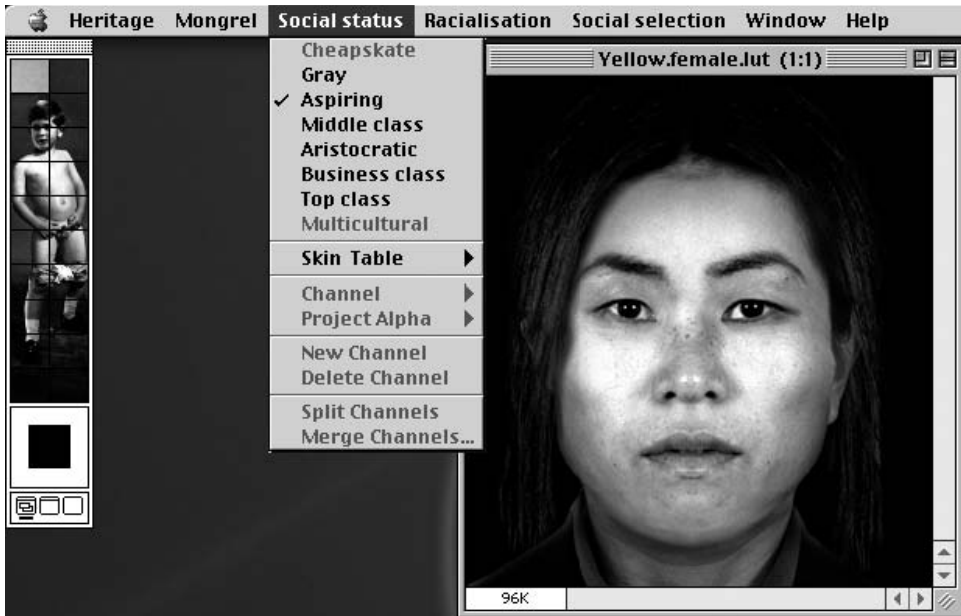 Heritage Mongrel Social status Racialisation Social selection Window Help
Cheapskate
Gray
Aspiring
Middle class
Aristocratic
Business class
Top class
Multicultural
Skin Table
Channel
Project Alpha
New Channel
Delete Channel
Split Channels
Merge Channels...
Yellow.female.lut (1:1)
96K